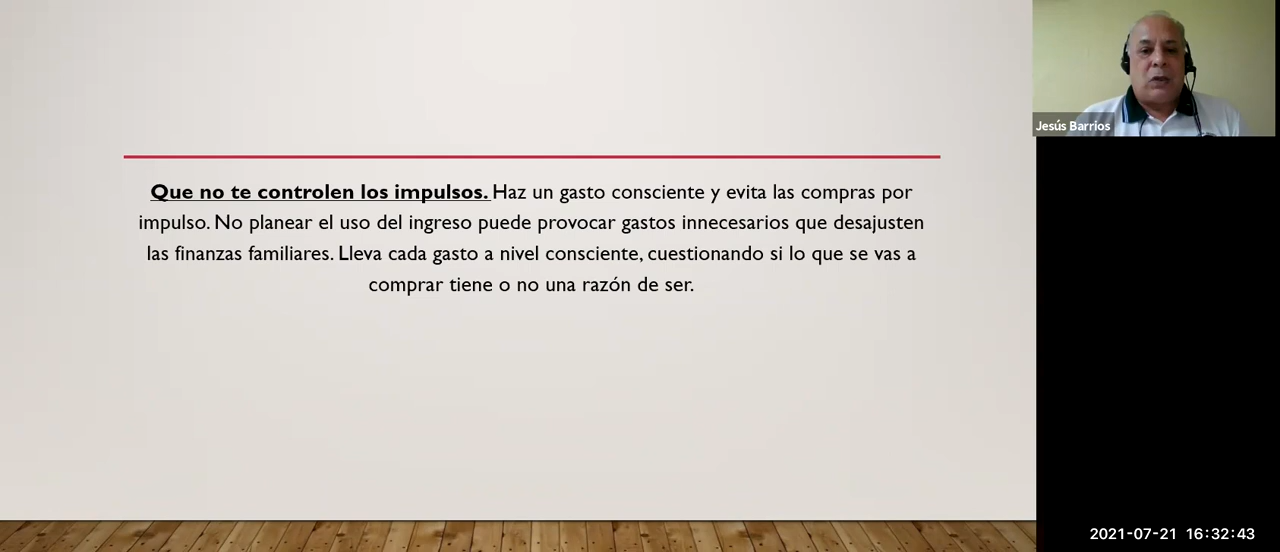 Que no te controlen los impulsos. Haz un gasto consciente y evita las compras por
impulso. No planear el uso del ingreso puede provocar gastos innecesarios que desajusten
las finanzas familiares. Lleva cada gasto a nivel consciente, cuestionando si lo que se vas a
comprar tiene o no una razón de ser.
Jesús Barrios
2021-07-21 16:32:43